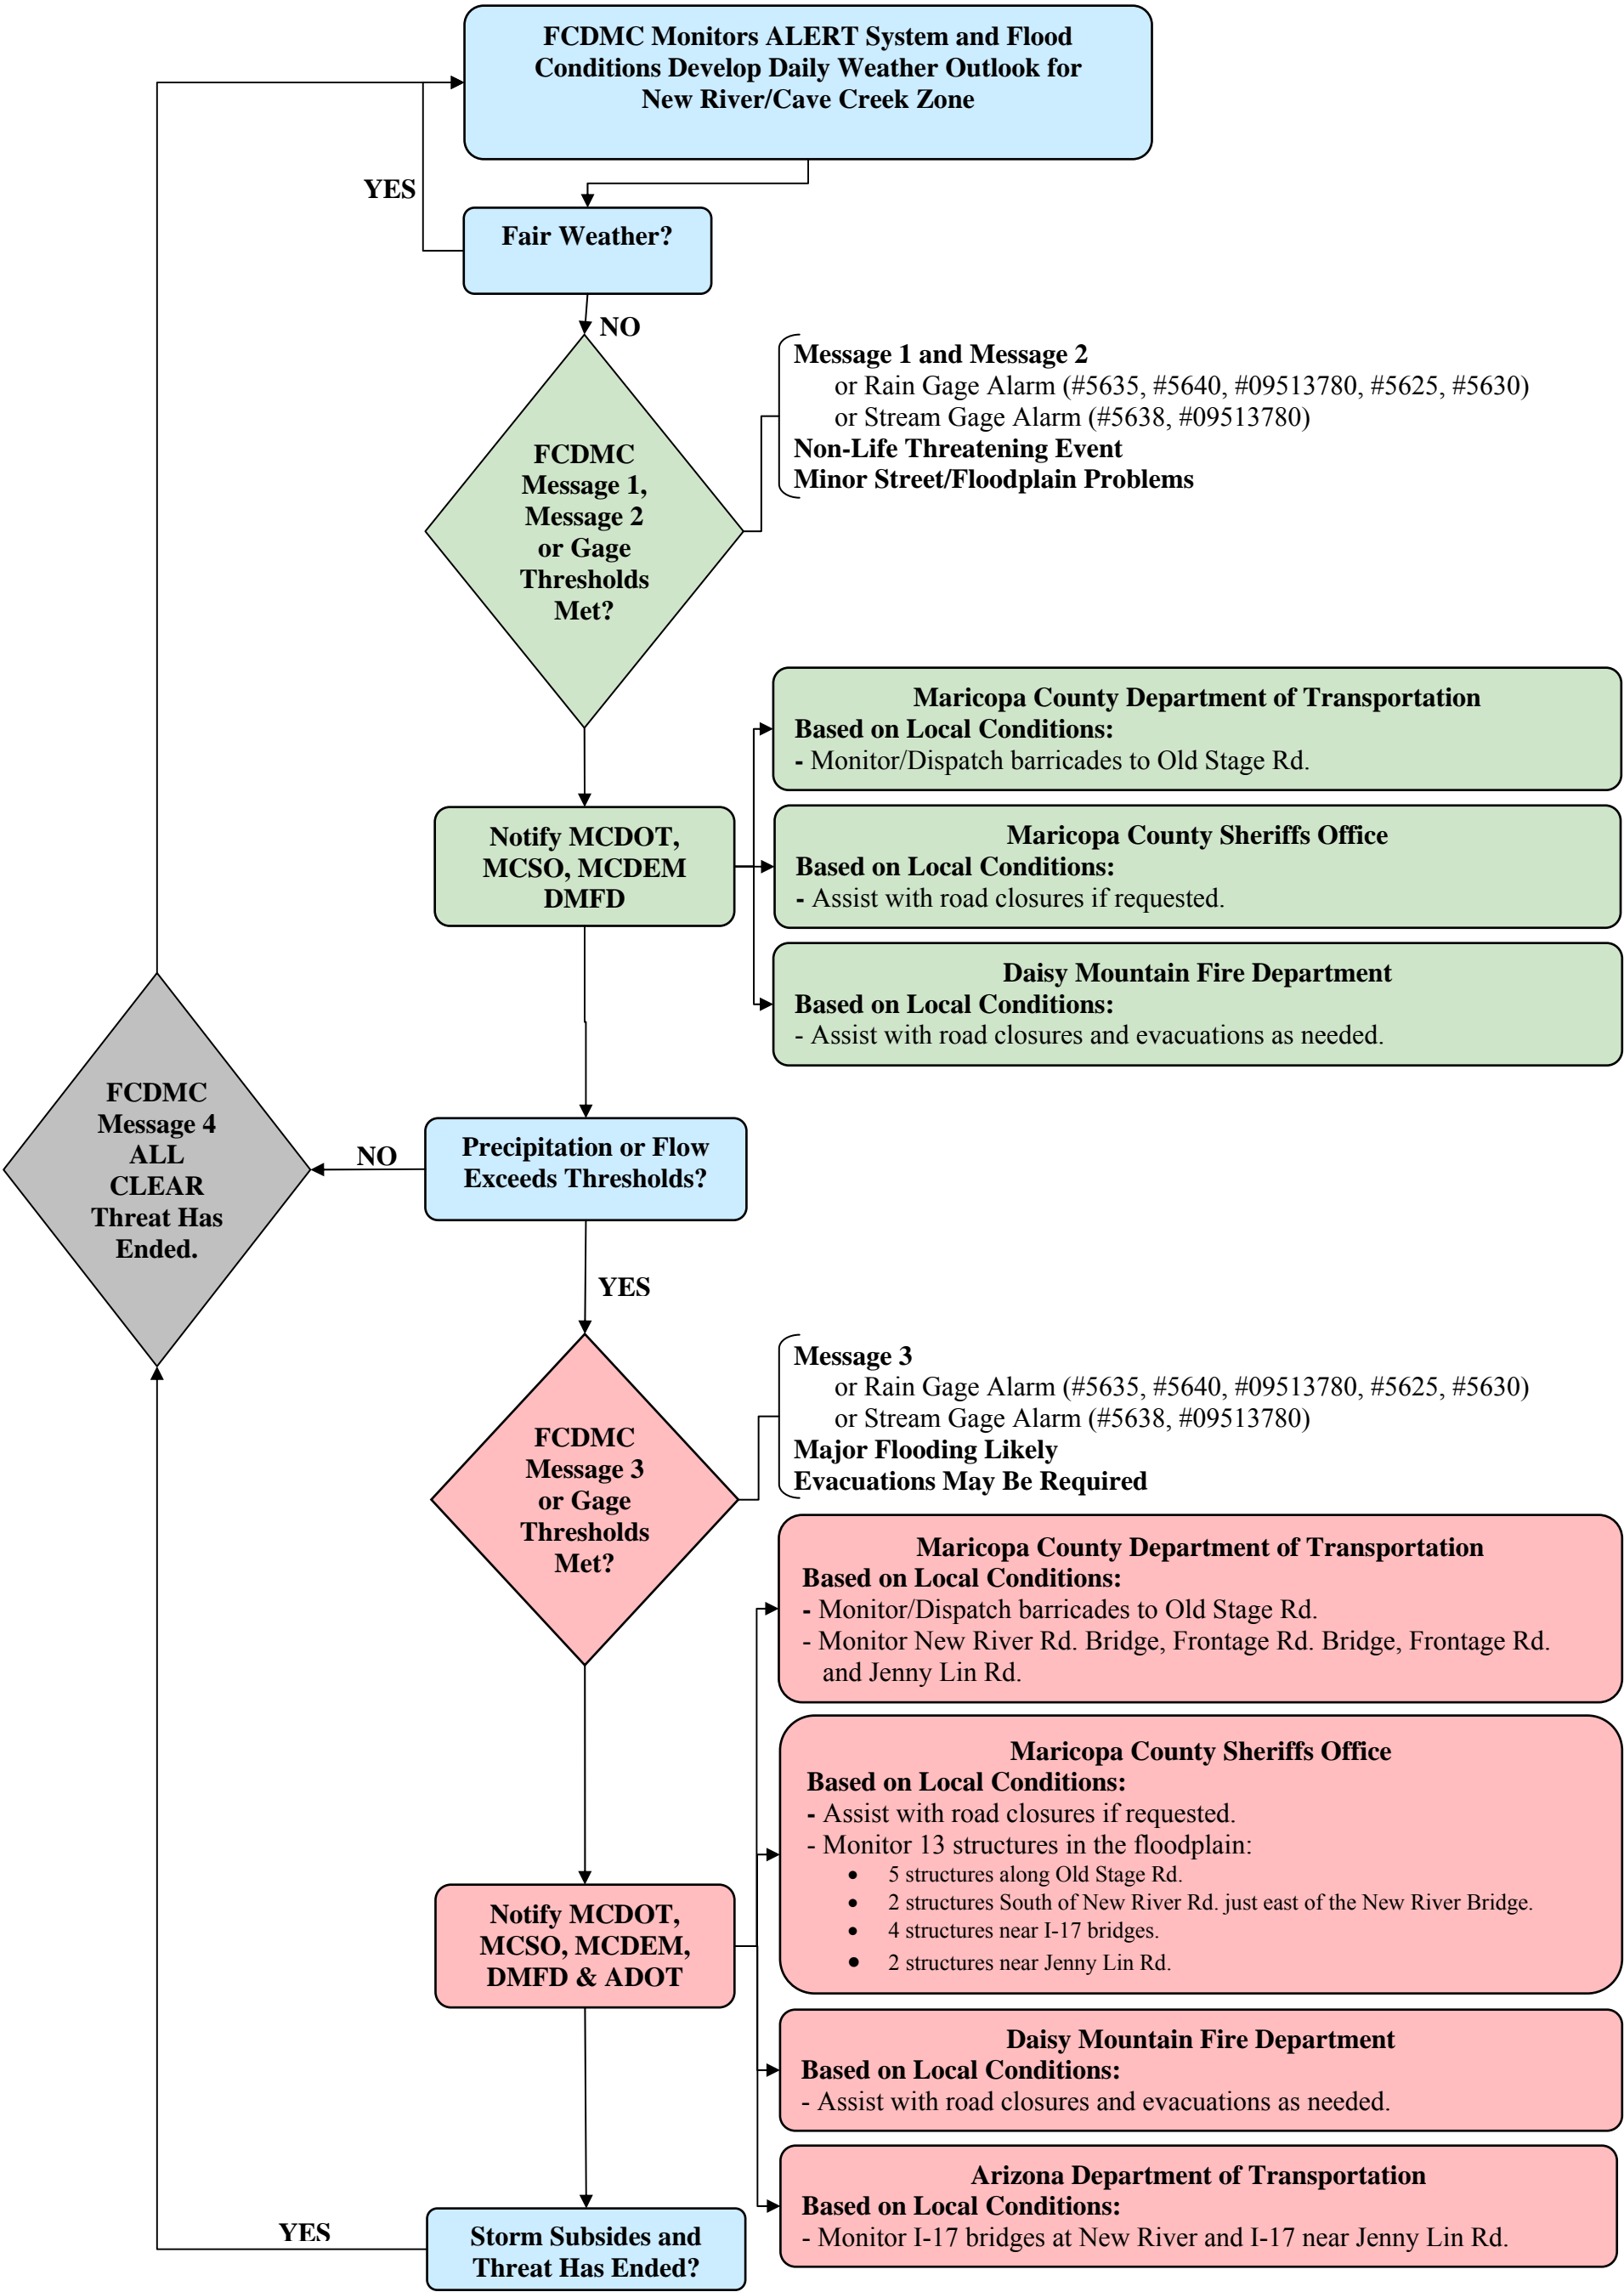 FCDMC Monitors ALERT System and Flood
Conditions Develop Daily Weather Outlook for
New River/Cave Creek Zone
YES
Fair Weather?
NO
FCDMC
Message 1,
Message 2
or Gage
Thresholds
Met?
Message 1 and Message 2
or Rain Gage Alarm (#5635, #5640, #09513780, #5625, #5630)
or Stream Gage Alarm (#5638, #09513780)
Non-Life Threatening Event
Minor Street/Floodplain Problems
Maricopa County Department of Transportation
Based on Local Conditions:
- Monitor/Dispatch barricades to Old Stage Rd.
Notify MCDOT,
MCSO, MCDEM
DMFD
Maricopa County Sheriffs Office
Based on Local Conditions:
- Assist with road closures if requested.
Daisy Mountain Fire Department
Based on Local Conditions:
- Assist with road closures and evacuations as needed.
FCDMC
Message 4
ALL
CLEAR
Threat Has
Ended.
NO
Precipitation or Flow
Exceeds Thresholds?
YES
FCDMC
Message 3
or Gage
Thresholds
Met?
Message 3
or Rain Gage Alarm (#5635, #5640, #09513780, #5625, #5630)
or Stream Gage Alarm (#5638, #09513780)
Major Flooding Likely
Evacuations May Be Required
Maricopa County Department of Transportation
Based on Local Conditions:
- Monitor/Dispatch barricades to Old Stage Rd.
- Monitor New River Rd. Bridge, Frontage Rd. Bridge, Frontage Rd.
and Jenny Lin Rd.
Maricopa County Sheriffs Office
Based on Local Conditions:
- Assist with road closures if requested.
- Monitor 13 structures in the floodplain:
• 5 structures along Old Stage Rd.
• 2 structures South of New River Rd. just east of the New River Bridge.
• 4 structures near I-17 bridges.
• 2 structures near Jenny Lin Rd.
Notify MCDOT,
MCSO, MCDEM,
DMFD & ADOT
Daisy Mountain Fire Department
Based on Local Conditions:
- Assist with road closures and evacuations as needed.
Arizona Department of Transportation
Based on Local Conditions:
- Monitor I-17 bridges at New River and I-17 near Jenny Lin Rd.
YES
Storm Subsides and
Threat Has Ended?